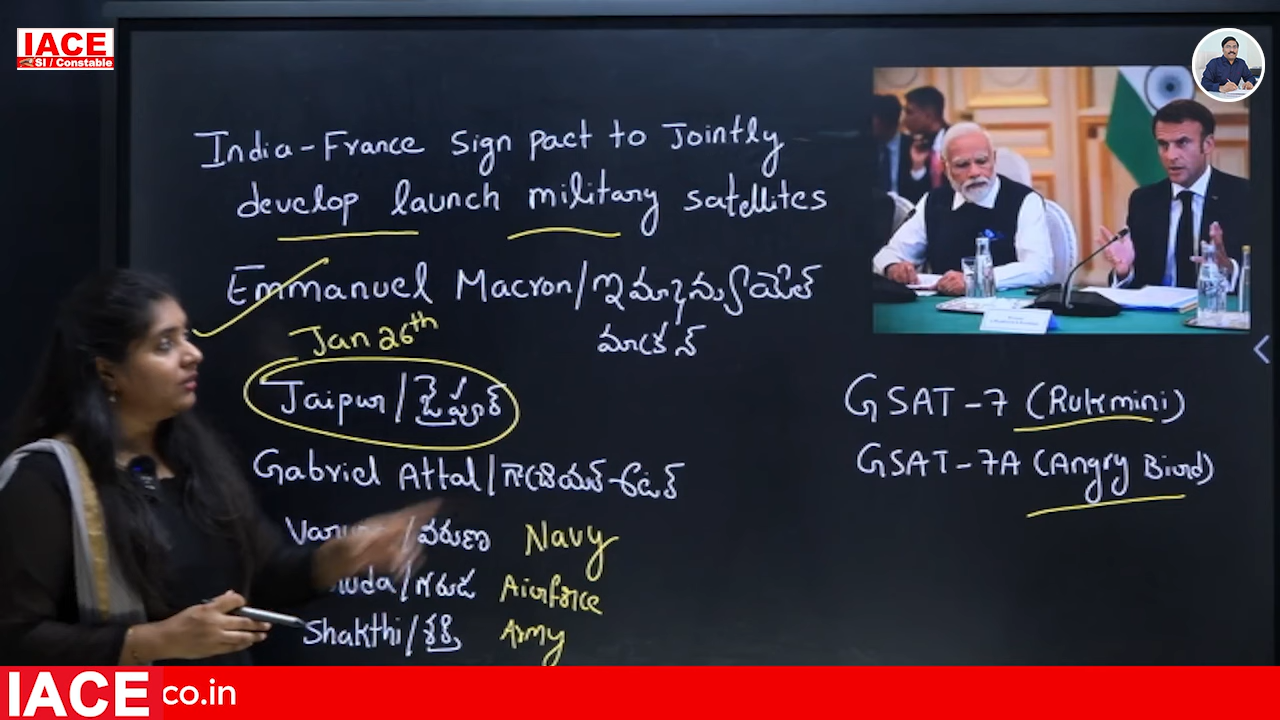 IACE
SI / Constable
India-France sign pact to Jointly
develop launch military satellites
Emmanuel Macron/ఇమాన్యుయెల్
మాక్రన్
Jan 26th
Jaipur/జైపూర్
Gabriel Attal/గాబ్రియల్ అటల్
/వరుణ Navy
/గరుడ Airforce
Shakthi/శక్తి Army
GSAT-7 (Rukmini)
GSAT-7A (Angry Bird)
IACE co.in